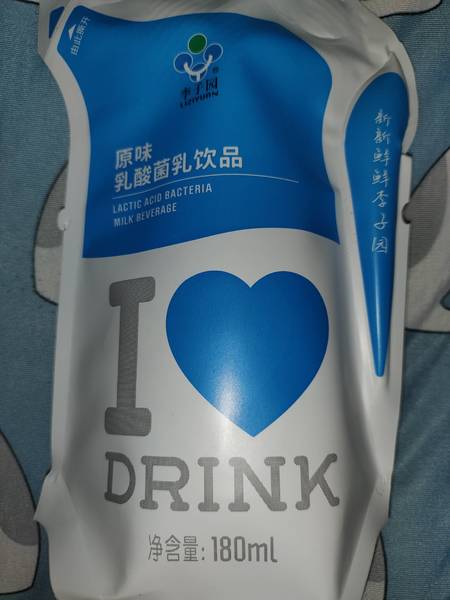 由此撕开
李子园
LIZIYUAN
原味
乳酸菌乳饮品
LACTIC ACID BACTERIA
MILK BEVERAGE
新新鲜鲜李子园
I
DRINK
净含量: 180ml